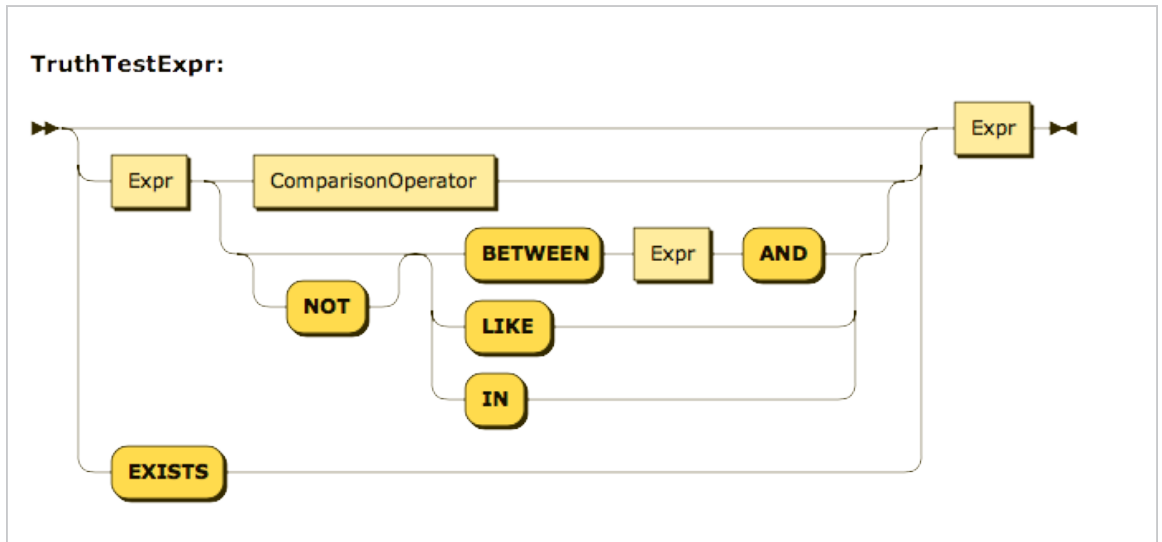 TruthTestExpr:
Expr
Expr ComparisonOperator
BETWEEN Expr AND
NOT
LIKE
IN
EXISTS